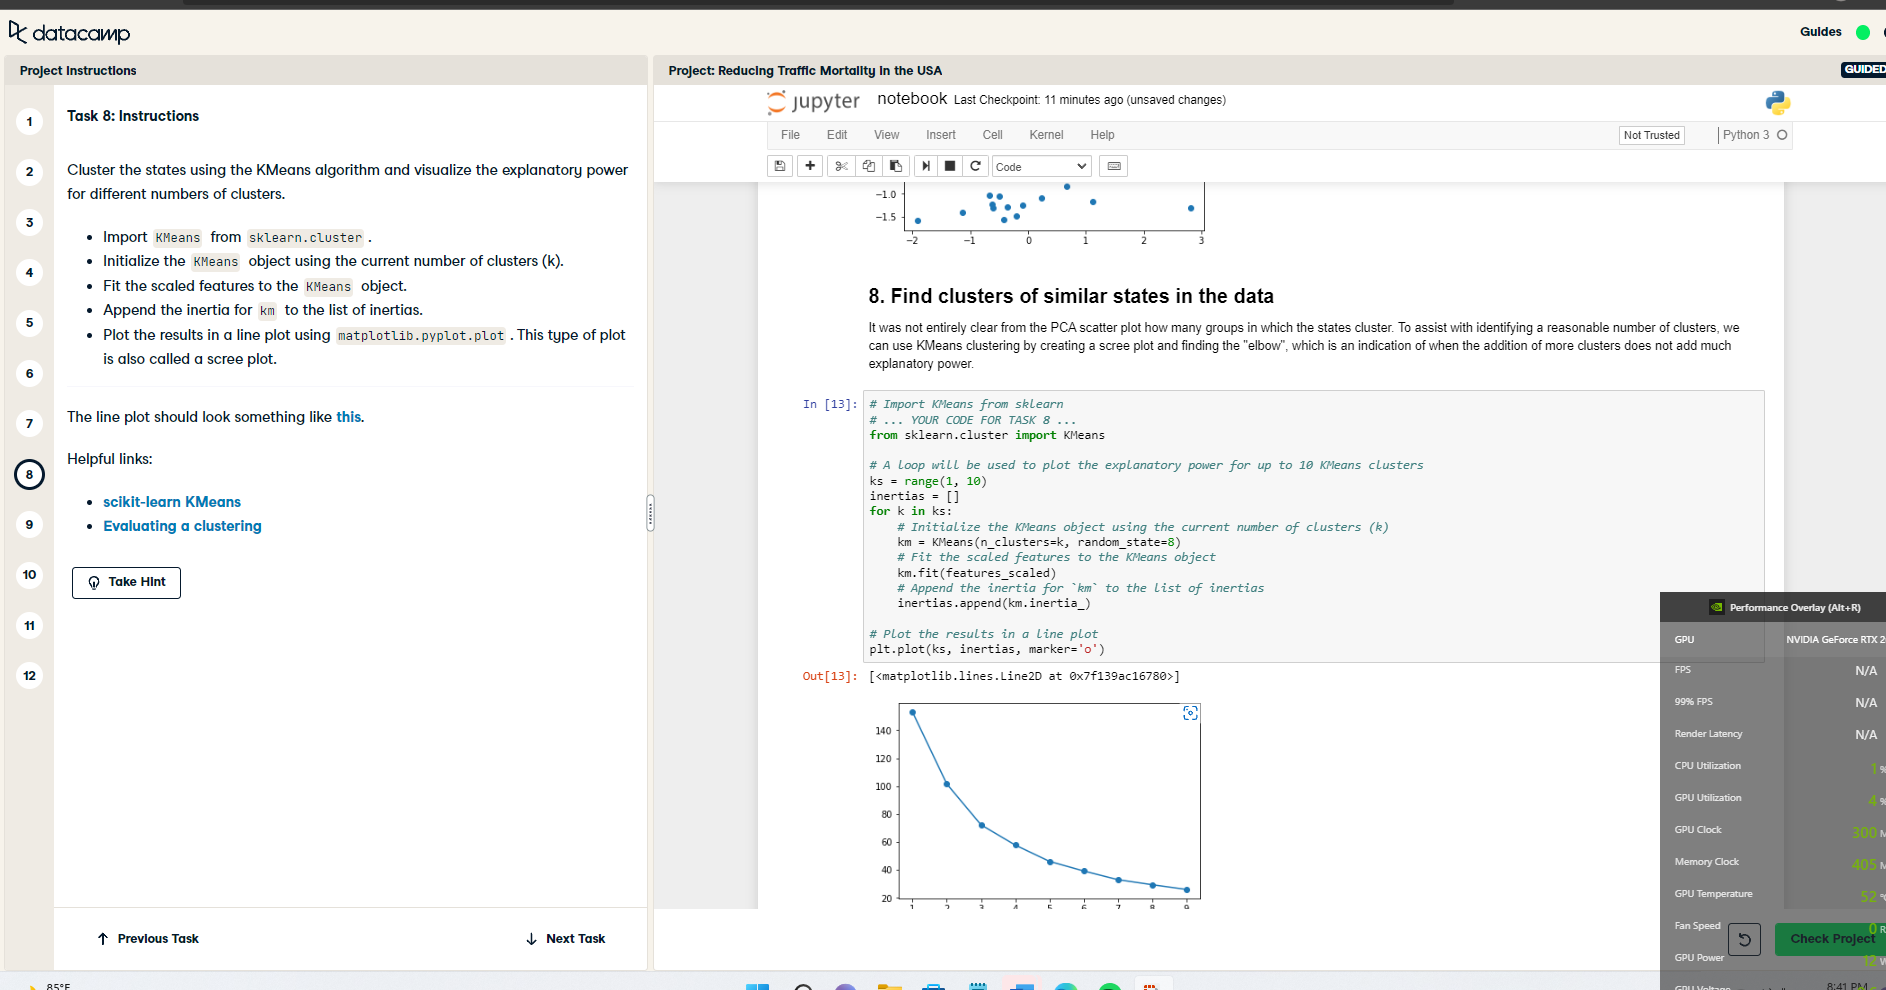 datacamp
Guides
Project Instructions
Project: Reducing Traffic Mortality in the USA
GUIDED
1
2
3
4
5
6
7
8
9
10
11
12
Task 8: Instructions
Cluster the states using the KMeans algorithm and visualize the explanatory power
for different numbers of clusters.
• Import KMeans from sklearn.cluster .
• Initialize the KMeans object using the current number of clusters (k).
• Fit the scaled features to the KMeans object.
• Append the inertia for km to the list of inertias.
• Plot the results in a line plot using matplotlib.pyplot.plot . This type of plot
is also called a scree plot.
The line plot should look something like this.
Helpful links:
• scikit-learn KMeans
• Evaluating a clustering
Take Hint
Previous Task
Next Task
jupyter notebook Last Checkpoint: 11 minutes ago (unsaved changes)
File Edit View Insert Cell Kernel Help
Not Trusted
Python 3
Code
−1.0
−1.5
−2 −1 0 1 2 3
8. Find clusters of similar states in the data
It was not entirely clear from the PCA scatter plot how many groups in which the states cluster. To assist with identifying a reasonable number of clusters, we
can use KMeans clustering by creating a scree plot and finding the "elbow", which is an indication of when the addition of more clusters does not add much
explanatory power.
In [13]:
# Import KMeans from sklearn
# ... YOUR CODE FOR TASK 8 ...
from sklearn.cluster import KMeans
# A loop will be used to plot the explanatory power for up to 10 KMeans clusters
ks = range(1, 10)
inertias = []
for k in ks:
# Initialize the KMeans object using the current number of clusters (k)
km = KMeans(n_clusters=k, random_state=8)
# Fit the scaled features to the KMeans object
km.fit(features_scaled)
# Append the inertia for `km` to the list of inertias
inertias.append(km.inertia_)
# Plot the results in a line plot
plt.plot(ks, inertias, marker='o')
Out[13]: [<matplotlib.lines.Line2D at 0x7f139ac16780>]
140
120
100
80
60
40
20
1 2 3 4 5 6 7 8 9
Performance Overlay (Alt+R)
GPU NVIDIA GeForce RTX 2
FPS N/A
99% FPS N/A
Render Latency N/A
CPU Utilization 1 %
GPU Utilization 4 %
GPU Clock 300 M
Memory Clock 405 M
GPU Temperature 52 °
Fan Speed 0 R
GPU Power 12 W
GPU Voltage
Check Project
85°F
8:41 PM